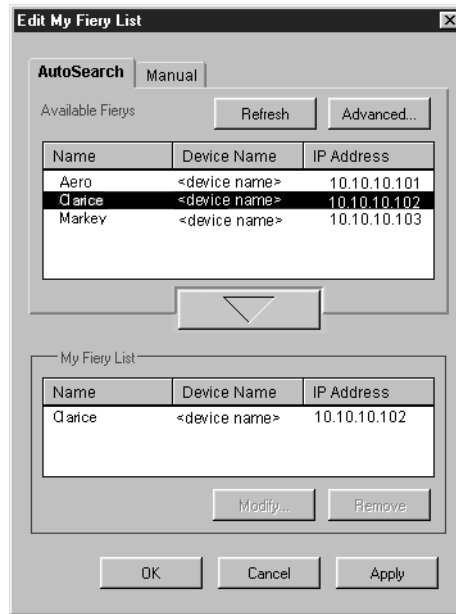 Edit My Fiery List
AutoSearch Manual
Available Fierys Refresh Advanced...
Name Device Name IP Address
Aero <device name> 10.10.10.101
Clarice <device name> 10.10.10.102
Markey <device name> 10.10.10.103
My Fiery List
Name Device Name IP Address
Clarice <device name> 10.10.10.102
Modify... Remove
OK Cancel Apply